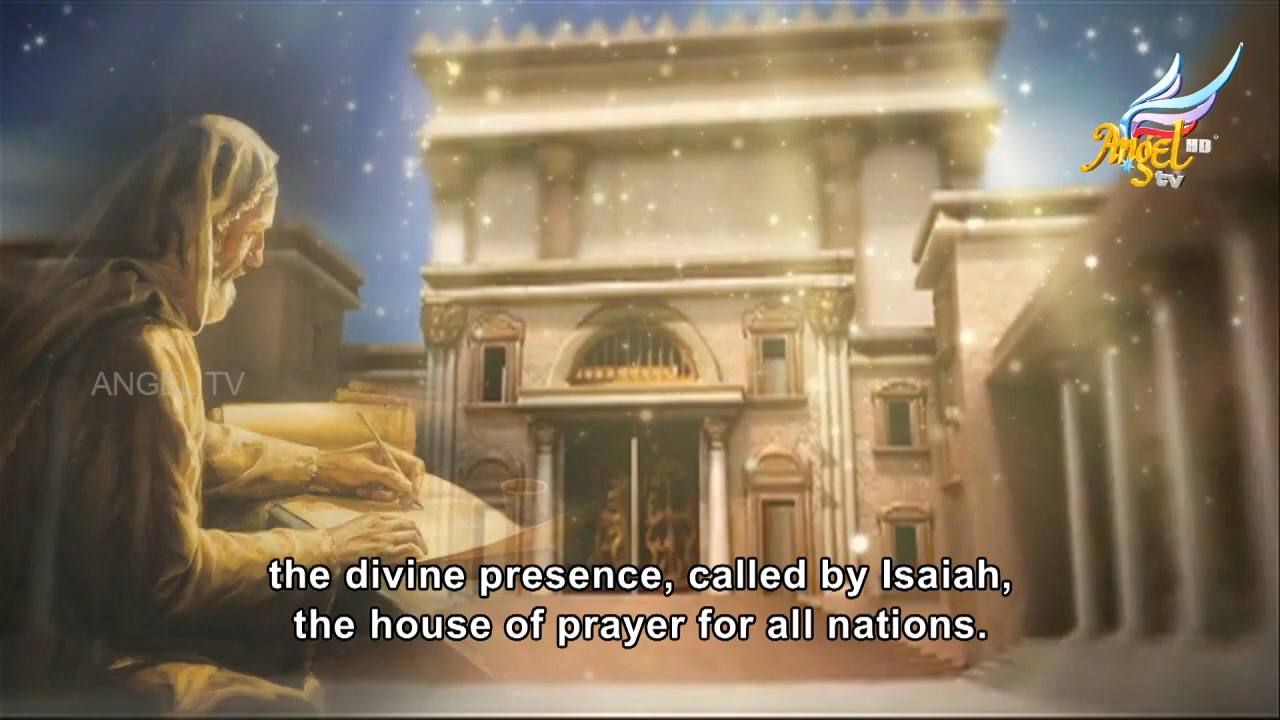 Angel HD
tv
ANGEL TV
the divine presence, called by Isaiah,
the house of prayer for all nations.